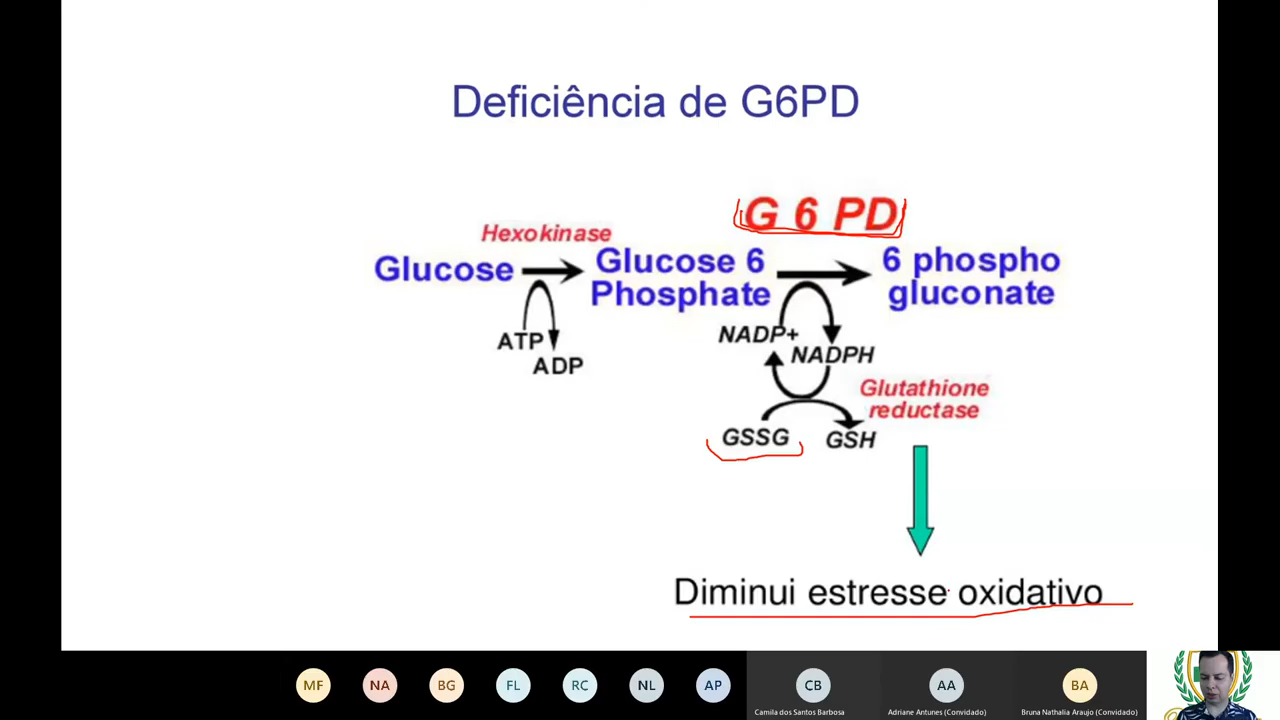 Deficiência de G6PD
G 6 PD
Hexokinase
Glucose
Glucose 6
Phosphate
6 phospho
gluconate
ATP
ADP
NADP+
NADPH
Glutathione
reductase
GSSG
GSH
Diminui estresse oxidativo
MF
NA
BG
FL
RC
NL
AP
CB
AA
BA
Camila dos Santos Barbosa
Adriane Antunes (Convidado)
Bruna Nathalia Araujo (Convidado)